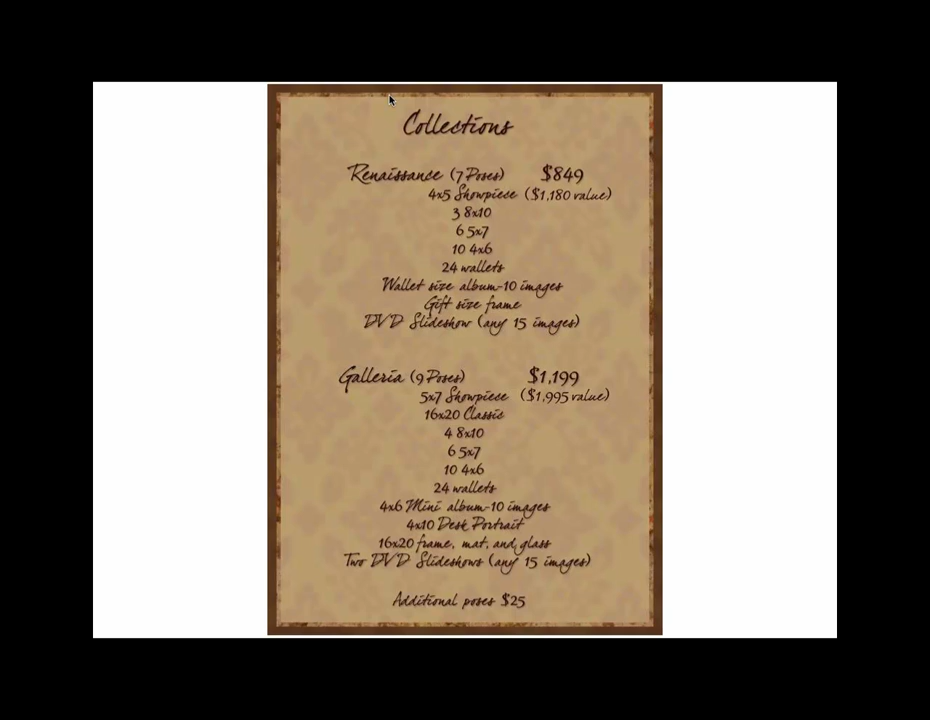 Collections
Renaissance (7 Poses) $849
4x5 Showpiece ($1,180 value)
3 8x10
6 5x7
10 4x6
24 wallets
Wallet size album-10 images
Gift size frame
DVD Slideshow (any 15 images)
Galleria (9 Poses) $1,199
5x7 Showpiece ($1,995 value)
16x20 Classic
4 8x10
6 5x7
10 4x6
24 wallets
4x6 Mini album-10 images
4x10 Desk Portrait
16x20 frame, mat, and glass
Two DVD Slideshows (any 15 images)
Additional poses $25